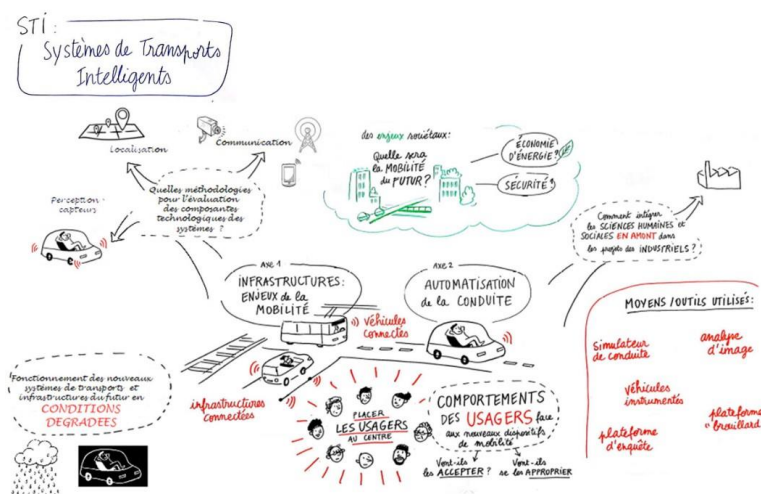 STI :
Systèmes de Transports
Intelligents
Localisation
Communication
Perception -
capteurs
Quelles méthodologies
pour l'évaluation
des composantes
technologiques des
systèmes ?
des enjeux sociétaux:
Quelle sera
la MOBILITÉ
du FUTUR ?
ÉCONOMIE
D'ÉNERGIE ?
SÉCURITÉ ?
Comment intégrer
les SCIENCES HUMAINES et
SOCIALES EN AMONT dans
les projets des INDUSTRIELS ?
AXE 1
INFRASTRUCTURES:
ENJEUX de la
MOBILITÉ
AXE 2
AUTOMATISATION
de la CONDUITE
véhicules
connectés
infrastructures
connectées
Fonctionnement des nouveaux
systèmes de transports et
infrastructures du futur en
CONDITIONS
DEGRADEES
PLACER
LES USAGERS
AU CENTRE
COMPORTEMENTS
DES USAGERS face
aux nouveaux dispositifs
de mobilité
Vont-ils
les ACCEPTER ?
Vont-ils
se les APPROPRIER
MOYENS / OUTILS UTILISÉS:
simulateur
de conduite
analyse
d'image
véhicules
instrumentés
plateforme
d'enquête
plateforme
brouillard